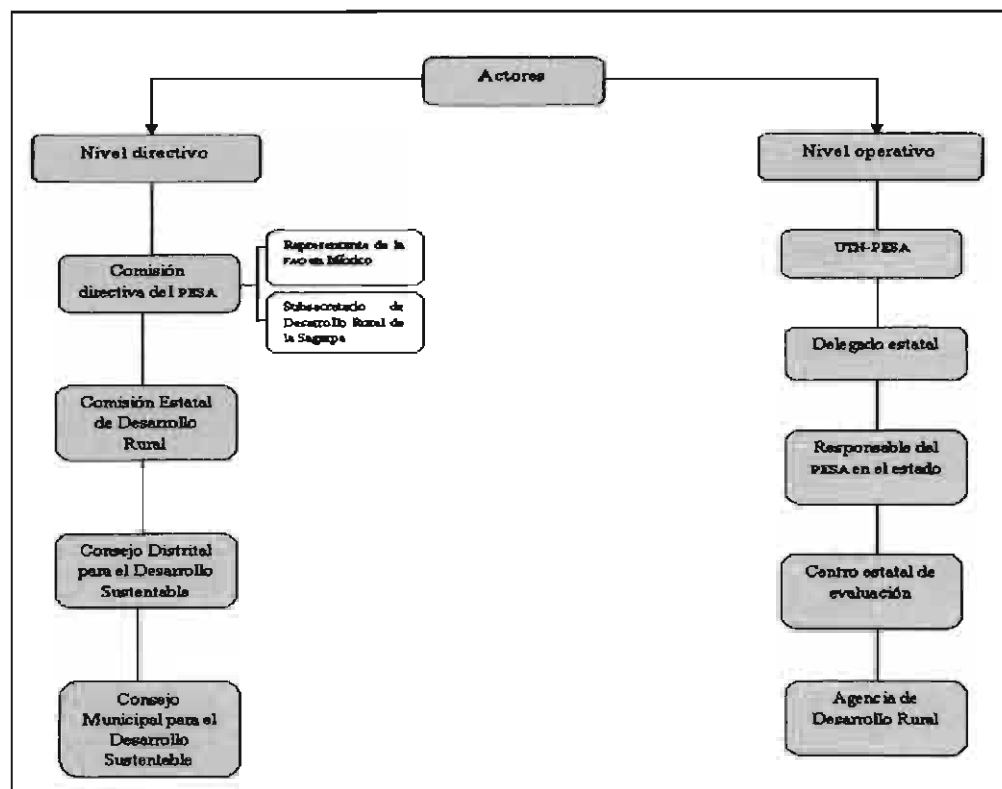 Actores
Nivel directivo
Comisión
directiva del PESA
Representante de la
FAO en México
Subsecretario de
Desarrollo Rural de
la Sagarpa
Comisión Estatal
de Desarrollo
Rural
Consejo Distrital
para el Desarrollo
Sustentable
Consejo
Municipal para el
Desarrollo
Sustentable
Nivel operativo
UTN-PESA
Delegado estatal
Responsable del
PESA en el estado
Centro estatal de
evaluación
Agencia de
Desarrollo Rural